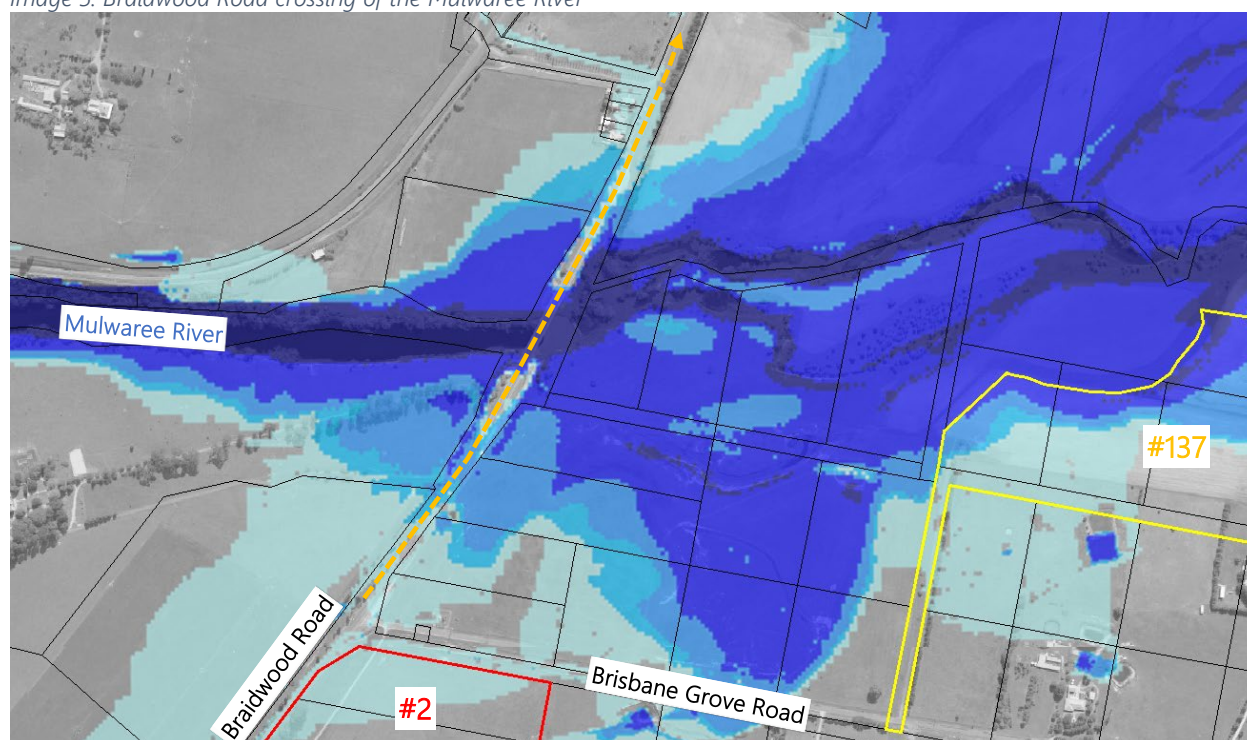 Image 5: Braidwood Road crossing of the Mulwaree River
Mulwaree River
#137
Braidwood Road
#2
Brisbane Grove Road